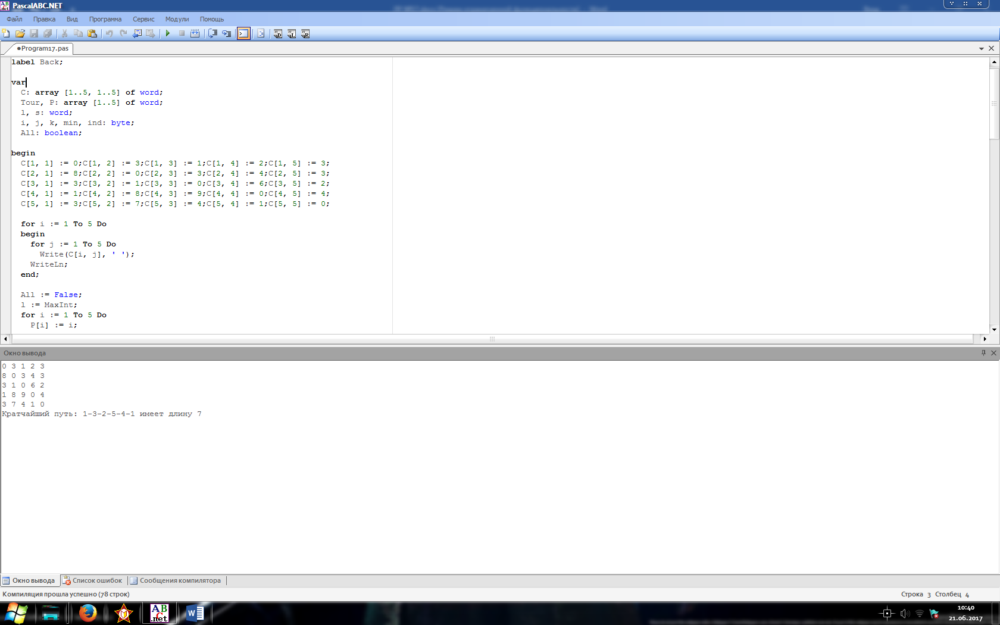 PascalABC.NET
Файл Правка Вид Программа Сервис Модули Помощь
●Program17.pas
label Back;
var
C: array [1..5, 1..5] of word;
Tour, P: array [1..5] of word;
l, s: word;
i, j, k, min, ind: byte;
All: boolean;
begin
C[1, 1] := 0;C[1, 2] := 3;C[1, 3] := 1;C[1, 4] := 2;C[1, 5] := 3;
C[2, 1] := 8;C[2, 2] := 0;C[2, 3] := 3;C[2, 4] := 4;C[2, 5] := 3;
C[3, 1] := 3;C[3, 2] := 1;C[3, 3] := 0;C[3, 4] := 6;C[3, 5] := 2;
C[4, 1] := 1;C[4, 2] := 8;C[4, 3] := 9;C[4, 4] := 0;C[4, 5] := 4;
C[5, 1] := 3;C[5, 2] := 7;C[5, 3] := 4;C[5, 4] := 1;C[5, 5] := 0;
for i := 1 To 5 Do
begin
for j := 1 To 5 Do
Write(C[i, j], ' ');
WriteLn;
end;
All := False;
l := MaxInt;
for i := 1 To 5 Do
P[i] := i;
Окно вывода
0 3 1 2 3
8 0 3 4 3
3 1 0 6 2
1 8 9 0 4
3 7 4 1 0
Кратчайший путь: 1-3-2-5-4-1 имеет длину 7
Окно вывода Список ошибок Сообщения компилятора
Компиляция прошла успешно (78 строк) Строка 3 Столбец 4
ABC.net
10:40
21.06.2017